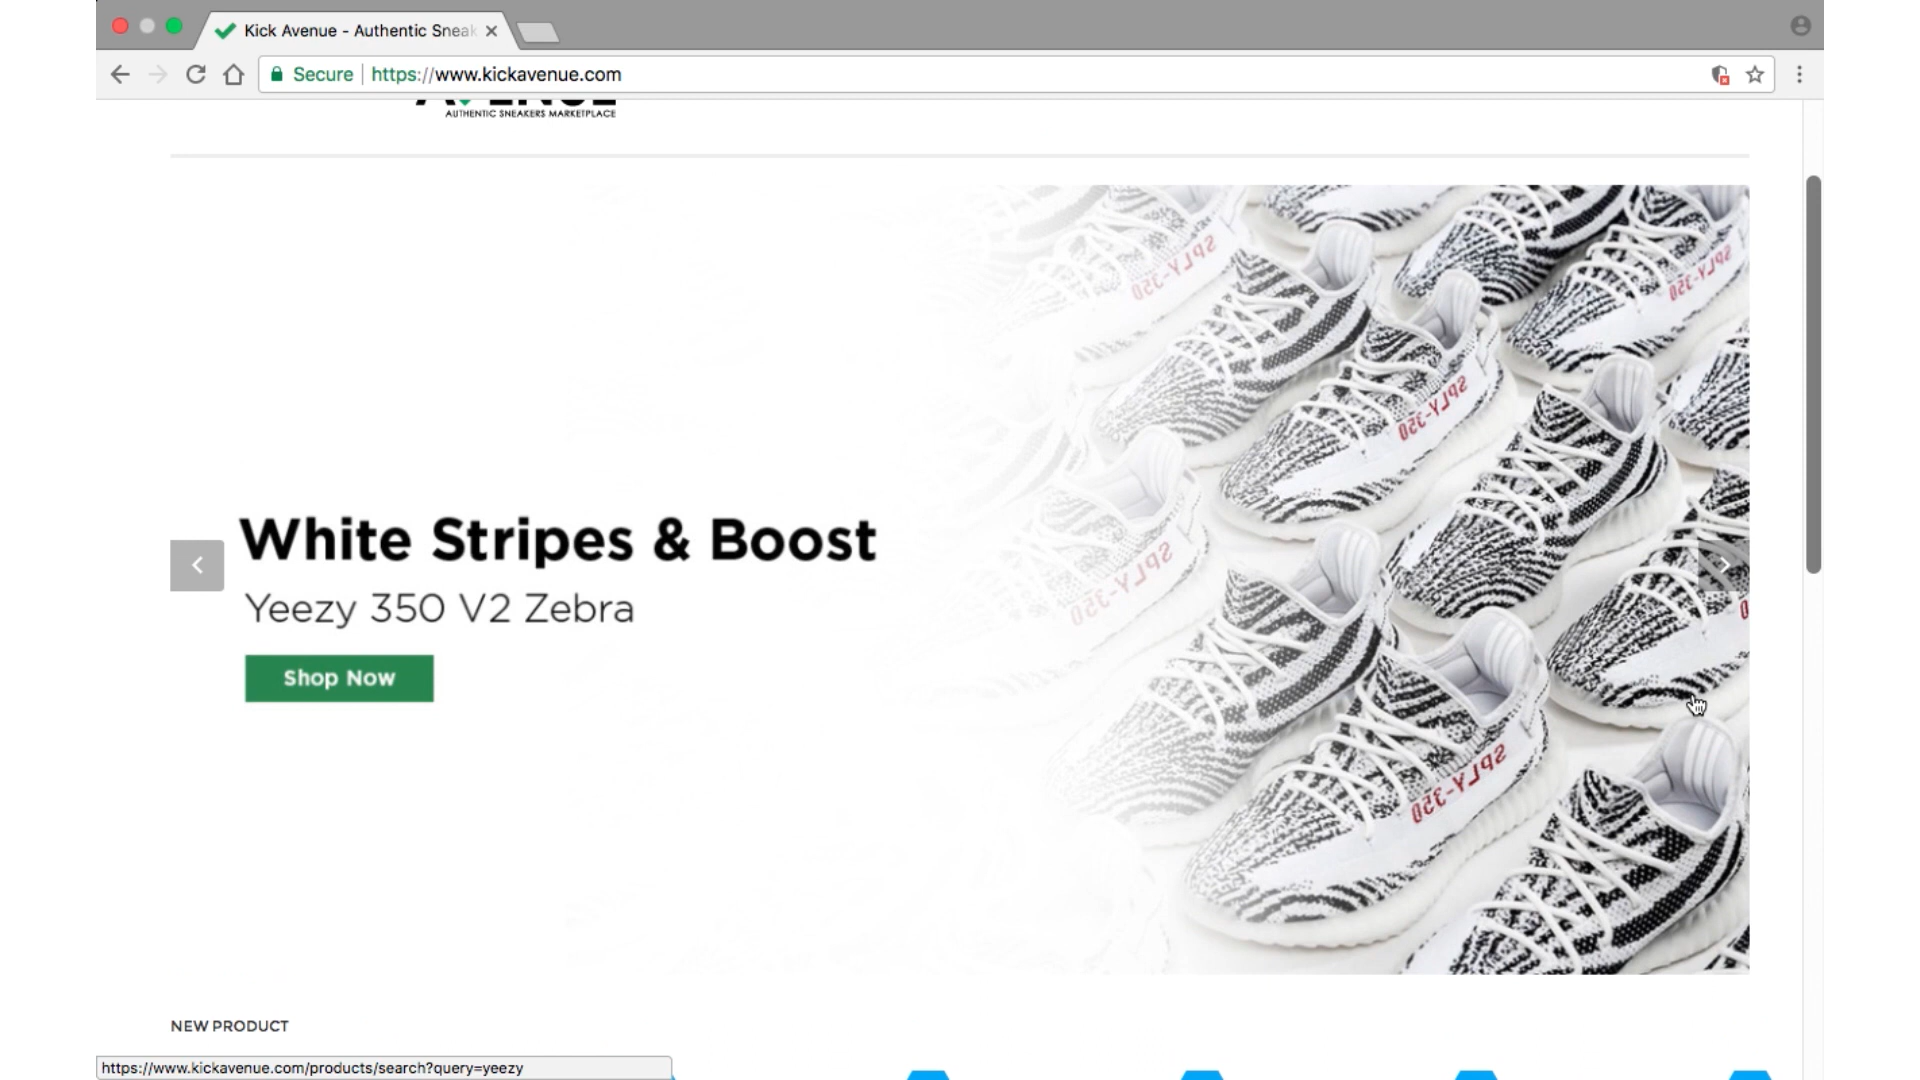 Kick Avenue - Authentic Sneak
Secure
https://www.kickavenue.com
AVENUE
AUTHENTIC SNEAKERS MARKETPLACE
White Stripes & Boost
Yeezy 350 V2 Zebra
Shop Now
SPLY-350
SPLY-350
SPLY-350
SPLY-350
SPLY-350
NEW PRODUCT
https://www.kickavenue.com/products/search?query=yeezy